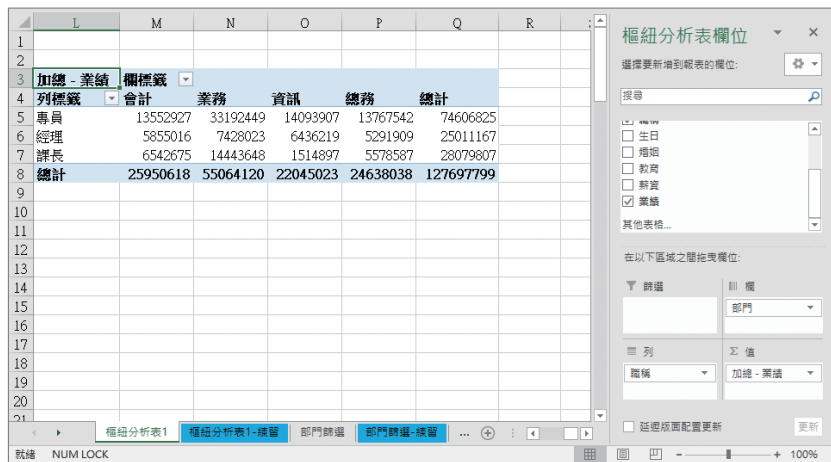 L M N O P Q R
1
2
3 加總 - 業績 欄標籤
4 列標籤 會計 業務 資訊 總務 總計
5 專員 13552927 33192449 14093907 13767542 74606825
6 經理 5855016 7428023 6436219 5291909 25011167
7 課長 6542675 14443648 1514897 5578587 28079807
8 總計 25950618 55064120 22045023 24638038 127697799
9
10
11
12
13
14
15
16
17
18
19
20
21
樞紐分析表1 樞紐分析表1-練習 部門篩選 部門篩選-練習 ...
就緒 NUM LOCK
樞紐分析表欄位
選擇要新增到報表的欄位:
搜尋
職稱
生日
婚姻
教育
薪資
業績
其他表格...
在以下區域之間拖曳欄位:
篩選
欄
部門
列
職稱
Σ 值
加總 - 業績
延遲版面配置更新 更新
100%